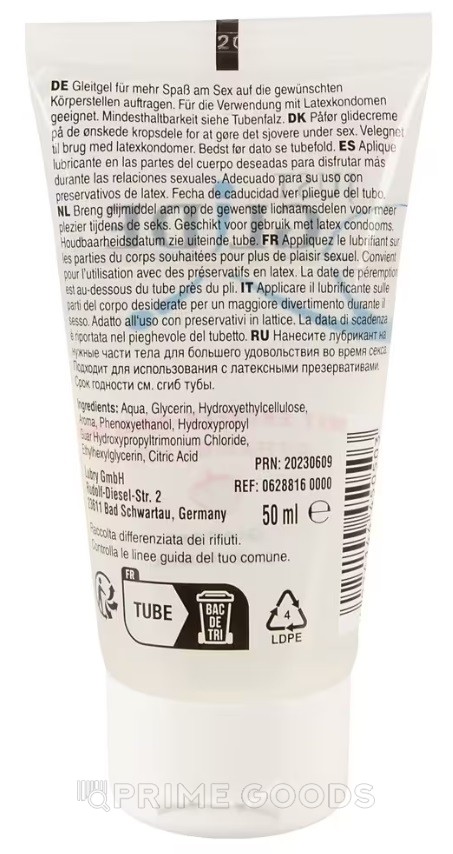 DE Gleitgel für mehr Spaß am Sex auf die gewünschten
Körperstellen auftragen. Für die Verwendung mit Latexkondomen
geeignet. Mindesthaltbarkeit siehe Tubenfalz. DK Påfør glidecreme
på de ønskede kropsdele for at gøre det sjovere under sex. Velegnet
til brug med latexkondomer. Bedst før dato se tubefold. ES Aplique
lubricante en las partes del cuerpo deseadas para disfrutar más
durante las relaciones sexuales. Adecuado para su uso con
preservativos de latex. Fecha de caducidad ver pliegue del tubo.
NL Breng glijmiddel aan op de gewenste lichaamsdelen voor meer
plezier tijdens de seks. Geschikt voor gebruik met latex condooms.
Houdbaarheidsdatum zie uiteinde tube. FR Appliquez le lubrifiant sur
les parties du corps souhaitées pour plus de plaisir sexuel. Convient
pour l'utilisation avec des préservatifs en latex. La date de péremption
est au-dessous du tube près du pli. IT Applicare il lubrificante sulle
parti del corpo desiderate per un maggiore divertimento durante il
sesso. Adatto all'uso con preservativi in lattice. La data di scadenza
è riportata nel pieghevole del tubetto. RU Нанесите лубрикант на
нужные части тела для большего удовольствия во время секса.
Подходит для использования с латексными презервативами.
Срок годности см. сгиб тубы.
Ingredients: Aqua, Glycerin, Hydroxyethylcellulose,
Aroma, Phenoxyethanol, Hydroxypropyl
Guar Hydroxypropyltrimonium Chloride,
Ethylhexylglycerin, Citric Acid
PRN: 20230609
Lubry GmbH
REF: 0628816 0000
Rudolf-Diesel-Str. 2
23611 Bad Schwartau, Germany
50 ml ℮
Raccolta differenziata dei rifiuti.
Controlla le linee guida del tuo comune.
FR
TUBE
BAC
DE
TRI
4
LDPE
PRIME GOODS